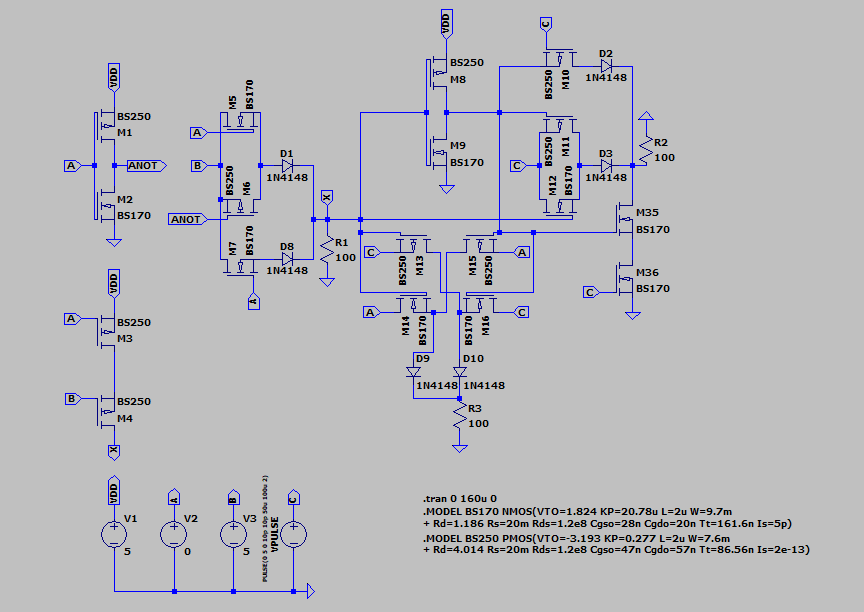 VDD
BS250
M1
A
ANOT
M2
BS170
VDD
A
BS250
M3
B
BS250
M4
X
M5
BS170
A
B
D1
1N4148
BS250
M6
ANOT
M7
BS170
D8
1N4148
A
X
R1
100
VDD
BS250
M8
M9
BS170
C
D2
1N4148
BS250
M10
BS250
M11
C
D3
1N4148
M12
BS170
R2
100
M35
BS170
M36
C
BS170
C
BS250
M13
M15
BS250
A
A
M14
BS170
BS170
M16
C
D9
1N4148
D10
1N4148
R3
100
VDD
V1
5
A
V2
0
B
V3
5
C
VPULSE
PULSE(0 5 0 10p 10p 50u 100u 2)
.tran 0 160u 0
.MODEL BS170 NMOS(VTO=1.824 KP=20.78u L=2u W=9.7m
+ Rd=1.186 Rs=20m Rds=1.2e8 Cgso=28n Cgdo=20n Tt=161.6n Is=5p)
.MODEL BS250 PMOS(VTO=-3.193 KP=0.277 L=2u W=7.6m
+ Rd=4.014 Rs=20m Rds=1.2e8 Cgso=47n Cgdo=57n Tt=86.56n Is=2e-13)